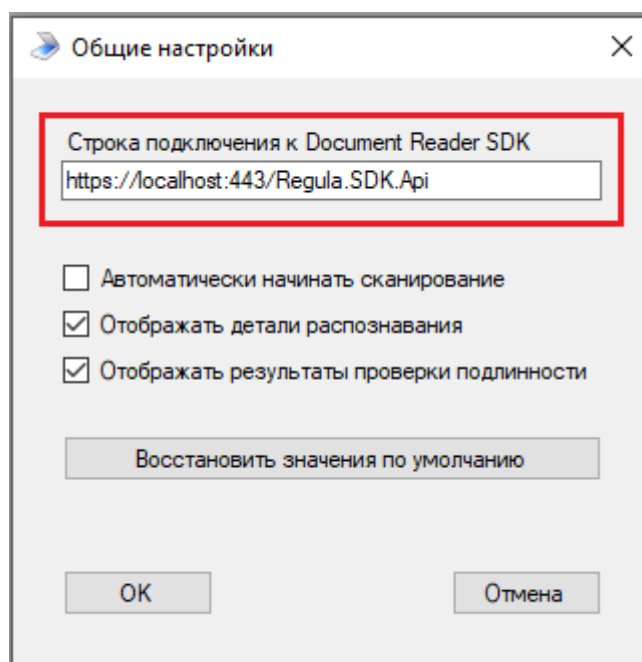 Общие настройки
Строка подключения к Document Reader SDK
https://localhost:443/Regula.SDK.Api
Автоматически начинать сканирование
Отображать детали распознавания
Отображать результаты проверки подлинности
Восстановить значения по умолчанию
OK Отмена